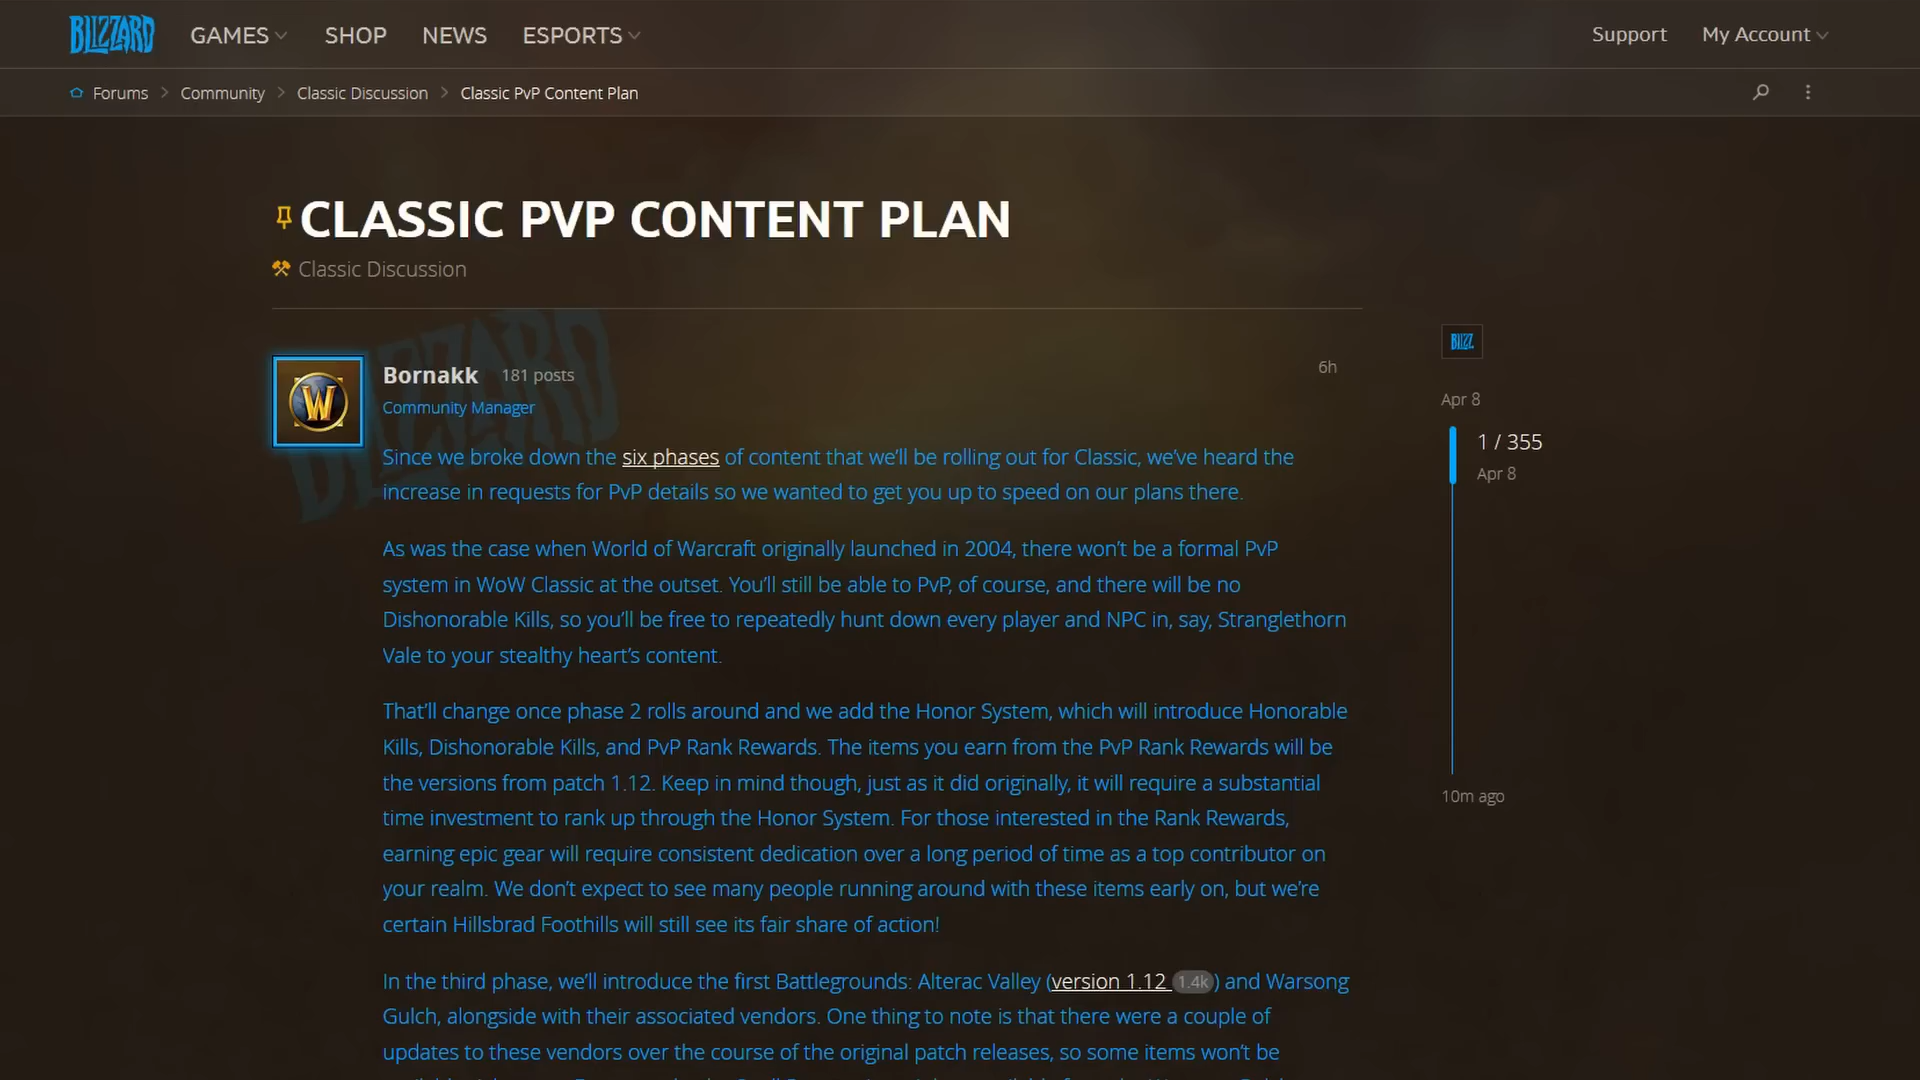 BLIZZARD GAMES SHOP NEWS ESPORTS Support My Account
Forums Community Classic Discussion Classic PvP Content Plan
CLASSIC PVP CONTENT PLAN
Classic Discussion
BLIZZARD
BLIZZ
Bornakk 181 posts 6h
Community Manager
Apr 8
1 / 355
Apr 8
Since we broke down the six phases of content that we’ll be rolling out for Classic, we’ve heard the
increase in requests for PvP details so we wanted to get you up to speed on our plans there.
As was the case when World of Warcraft originally launched in 2004, there won’t be a formal PvP
system in WoW Classic at the outset. You’ll still be able to PvP, of course, and there will be no
Dishonorable Kills, so you’ll be free to repeatedly hunt down every player and NPC in, say, Stranglethorn
Vale to your stealthy heart’s content.
That’ll change once phase 2 rolls around and we add the Honor System, which will introduce Honorable
Kills, Dishonorable Kills, and PvP Rank Rewards. The items you earn from the PvP Rank Rewards will be
the versions from patch 1.12. Keep in mind though, just as it did originally, it will require a substantial
10m ago
time investment to rank up through the Honor System. For those interested in the Rank Rewards,
earning epic gear will require consistent dedication over a long period of time as a top contributor on
your realm. We don’t expect to see many people running around with these items early on, but we’re
certain Hillsbrad Foothills will still see its fair share of action!
In the third phase, we’ll introduce the first Battlegrounds: Alterac Valley (version 1.12 1.4k) and Warsong
Gulch, alongside with their associated vendors. One thing to note is that there were a couple of
updates to these vendors over the course of the original patch releases, so some items won’t be